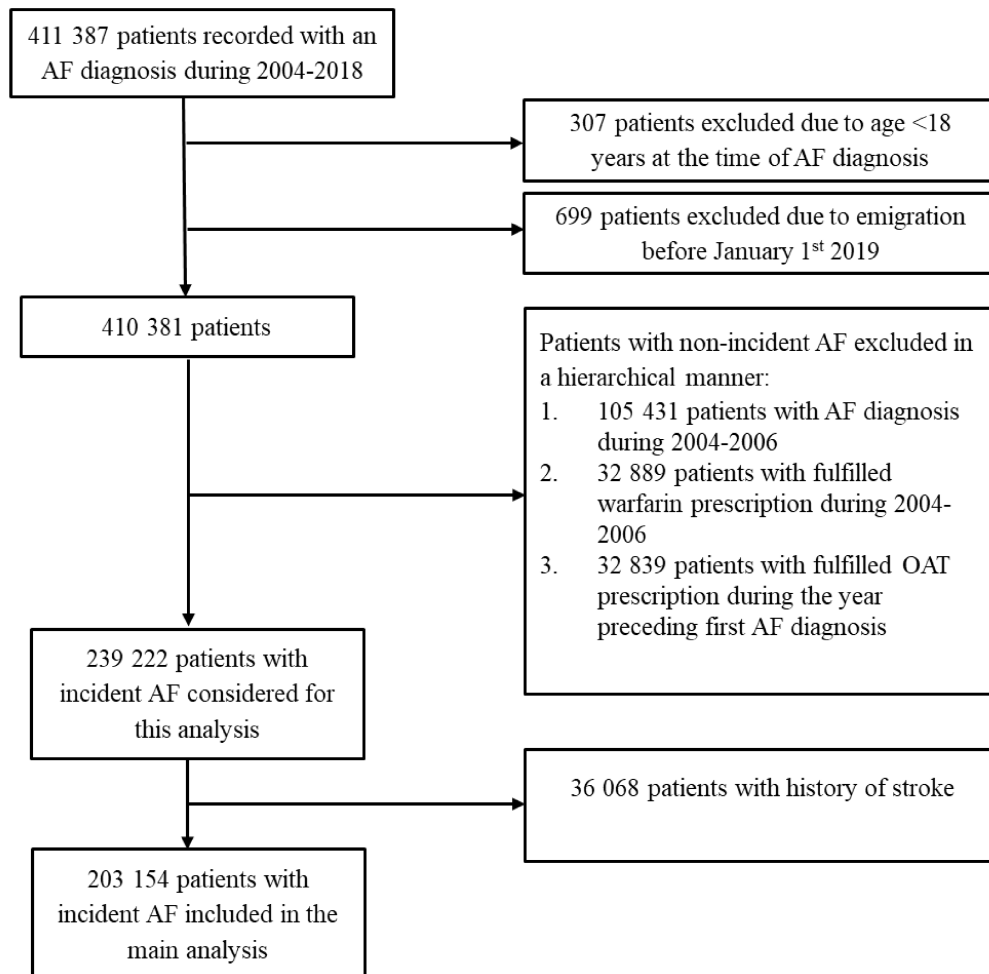 411 387 patients recorded with an
AF diagnosis during 2004-2018
307 patients excluded due to age <18
years at the time of AF diagnosis
699 patients excluded due to emigration
before January 1st 2019
410 381 patients
Patients with non-incident AF excluded in
a hierarchical manner:
1. 105 431 patients with AF diagnosis
during 2004-2006
2. 32 889 patients with fulfilled
warfarin prescription during 2004-
2006
3. 32 839 patients with fulfilled OAT
prescription during the year
preceding first AF diagnosis
239 222 patients with
incident AF considered for
this analysis
36 068 patients with history of stroke
203 154 patients with
incident AF included in the
main analysis